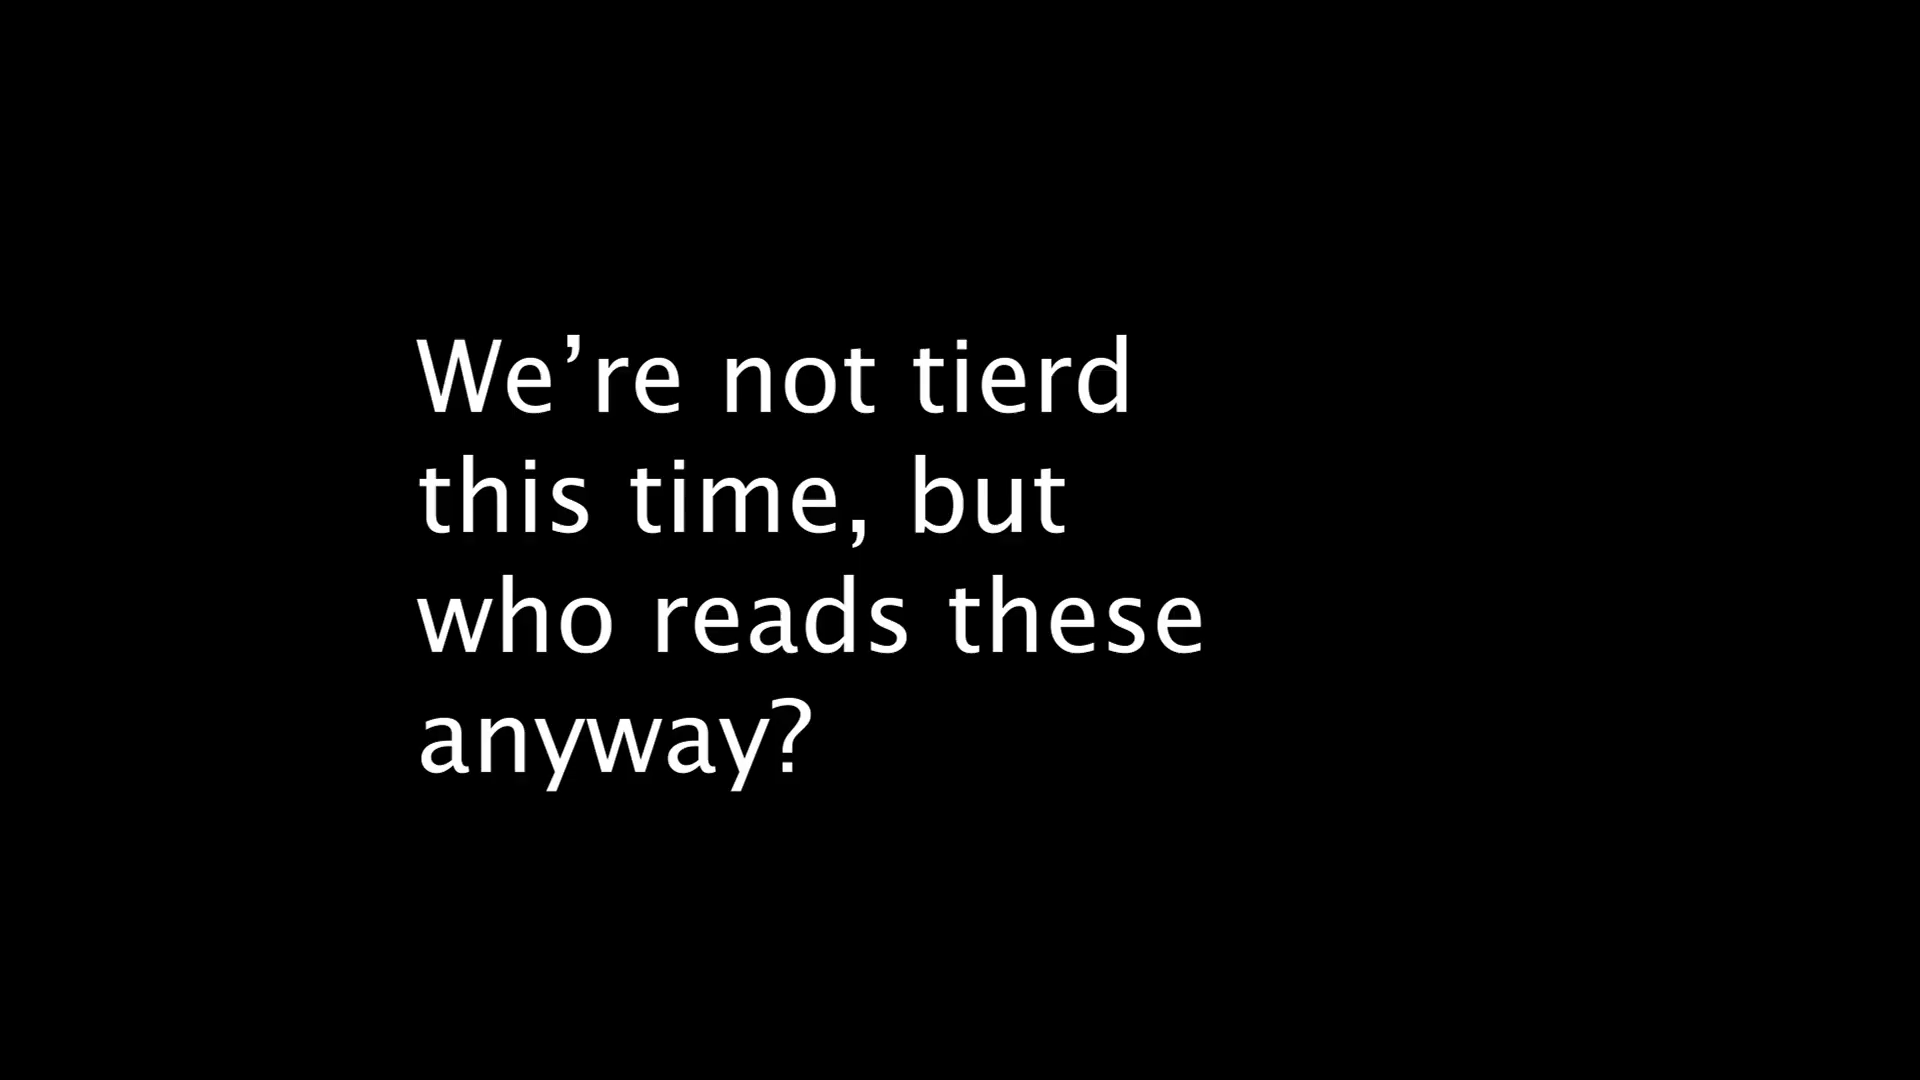 We’re not tierd
this time, but
who reads these
anyway?